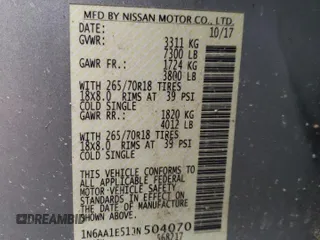 MFD BY NISSAN MOTOR CO., LTD.
DATE: 10/17
GVWR: 3311 KG
7300 LB
GAWR FR.: 1724 KG
3800 LB
WITH 265/70R18 TIRES
18X8.0 RIMS AT 39 PSI
COLD SINGLE
GAWR RR.: 1820 KG
4012 LB
WITH 265/70R18 TIRES
18X8.0 RIMS AT 39 PSI
COLD SINGLE
THIS VEHICLE CONFORMS TO
ALL APPLICABLE FEDERAL
MOTOR VEHICLE SAFETY
STANDARDS IN EFFECT ON
THE DATE OF MANUFACTURE
SHOWN ABOVE.
1N6AA1E513N504070
568237
DREAMBID